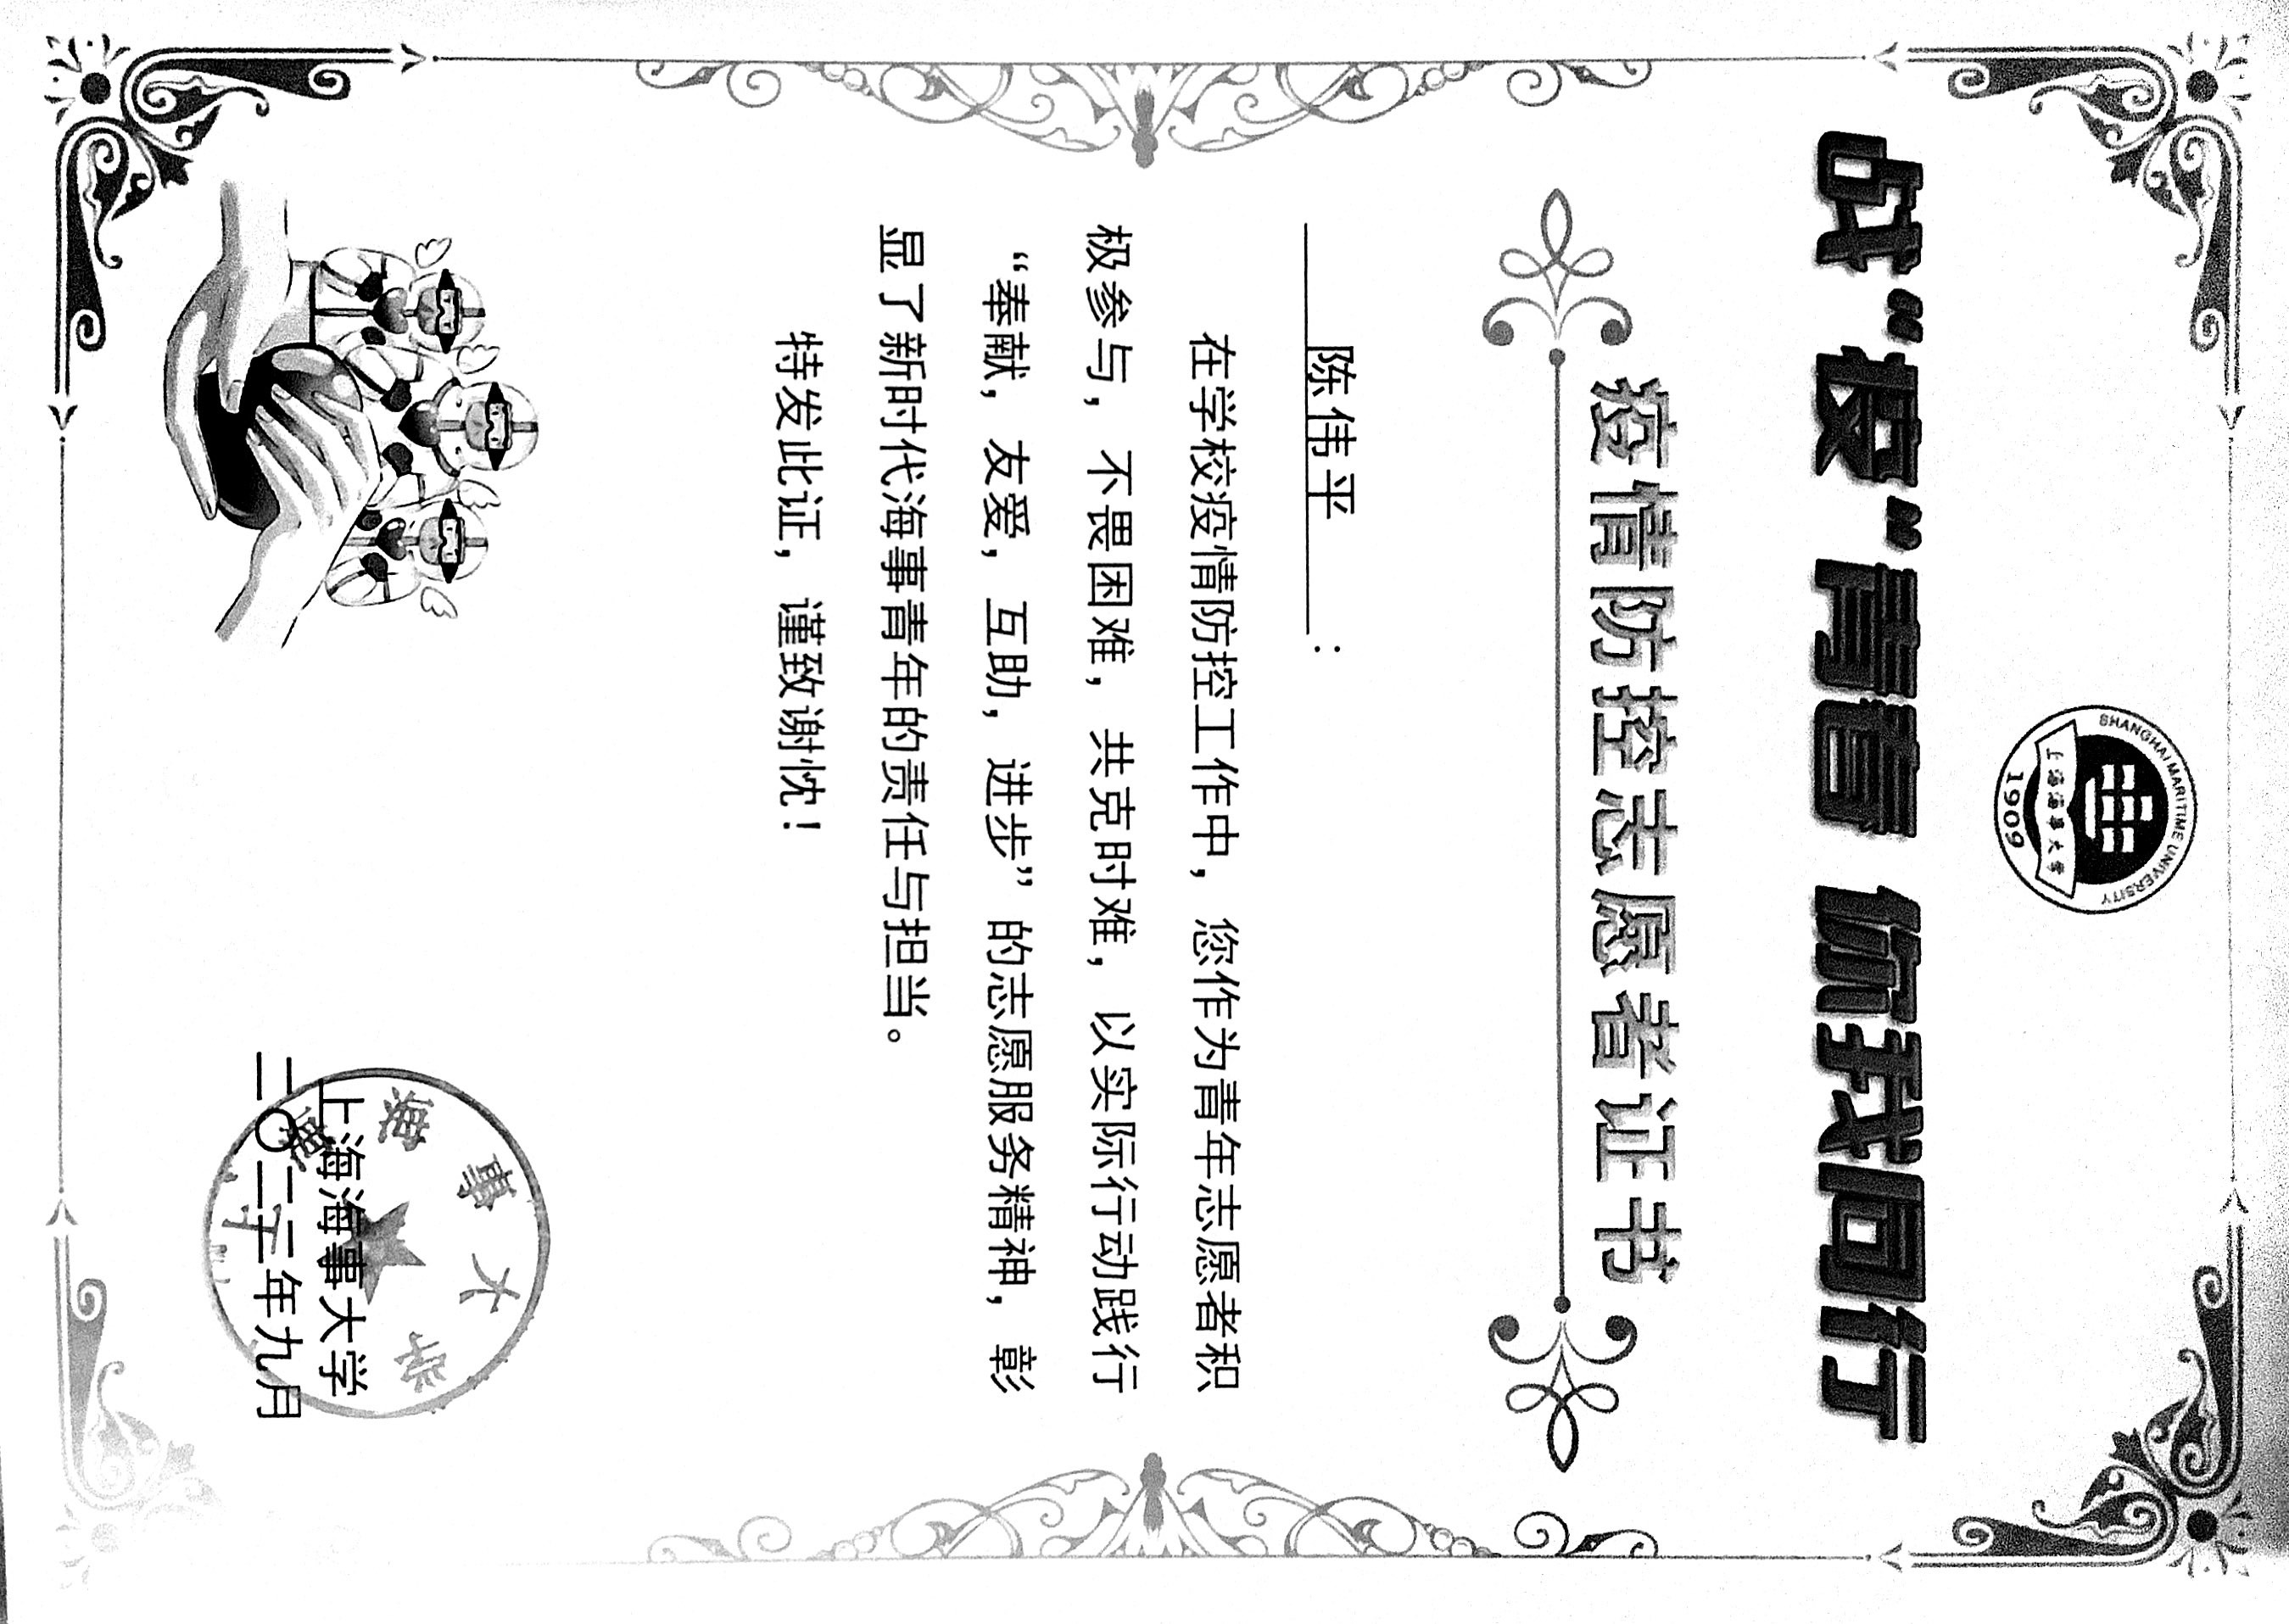 SHANGHAI MARITIME UNIVERSITY
上海海事大学
1909
战“疫”青春 你我同行
疫情防控志愿者证书
陈伟平：
在学校疫情防控工作中，您作为青年志愿者积
极参与，不畏困难，共克时难，以实际行动践行
“奉献，友爱，互助，进步”的志愿服务精神，彰
显了新时代海事青年的责任与担当。
特发此证，谨致谢忱！
上海海事大学
上海海事大学
二〇二二年九月